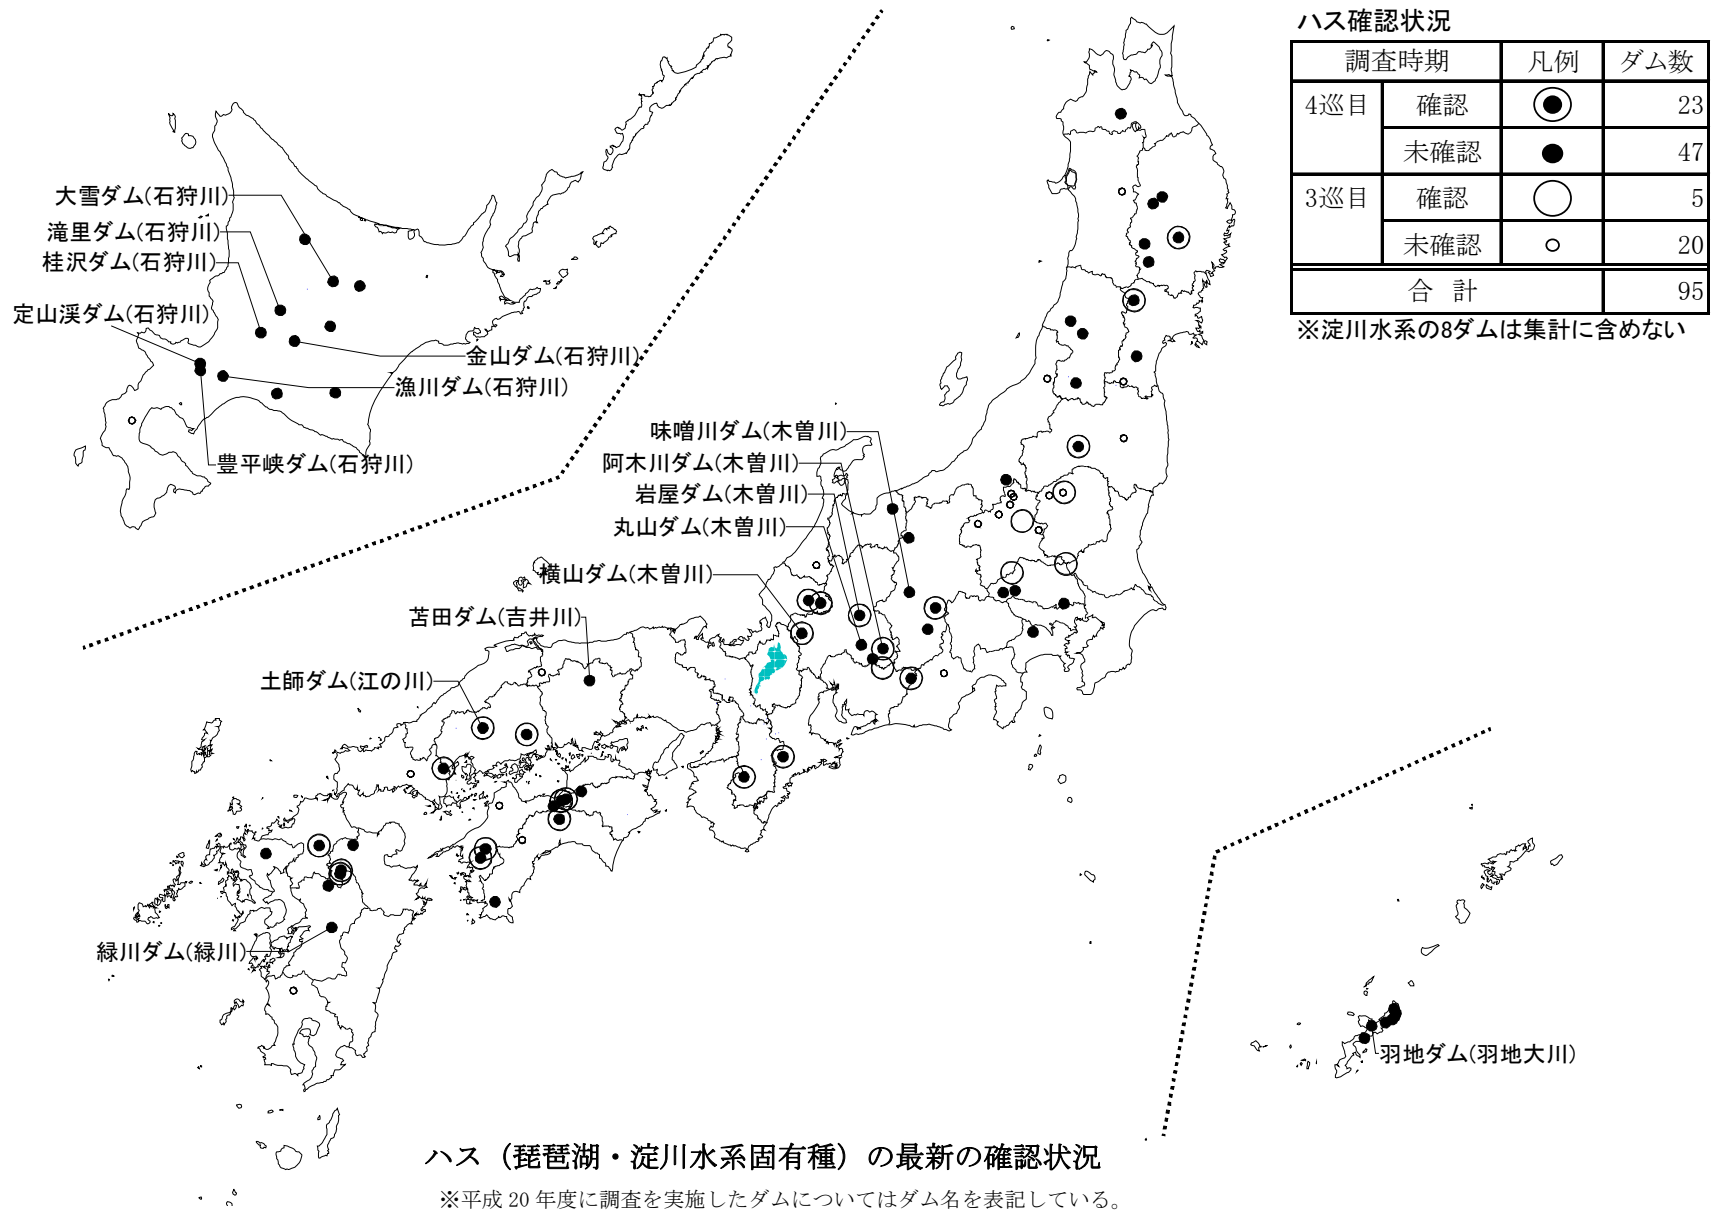 ハス確認状況
調査時期 凡例 ダム数
4巡目 確認 23
未確認 47
3巡目 確認 5
未確認 20
合 計 95
※淀川水系の8ダムは集計に含めない
大雪ダム(石狩川)
滝里ダム(石狩川)
桂沢ダム(石狩川)
定山渓ダム(石狩川)
金山ダム(石狩川)
漁川ダム(石狩川)
豊平峡ダム(石狩川)
味噌川ダム(木曽川)
阿木川ダム(木曽川)
岩屋ダム(木曽川)
丸山ダム(木曽川)
横山ダム(木曽川)
苫田ダム(吉井川)
土師ダム(江の川)
緑川ダム(緑川)
羽地ダム(羽地大川)
ハス（琵琶湖・淀川水系固有種）の最新の確認状況
※平成 20 年度に調査を実施したダムについてはダム名を表記している。